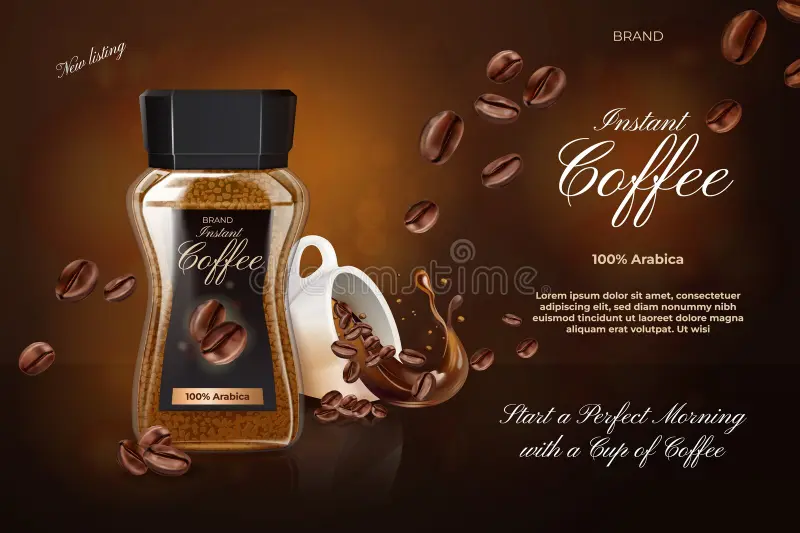 New listing
BRAND
Instant
Coffee
100% Arabica
Lorem ipsum dolor sit amet, consectetuer
adipiscing elit, sed diam nonummy nibh
euismod tincidunt ut laoreet dolore magna
aliquam erat volutpat. Ut wisi
Start a Perfect Morning
with a Cup of Coffee
BRAND
Instant
Coffee
100% Arabica
dreamstime